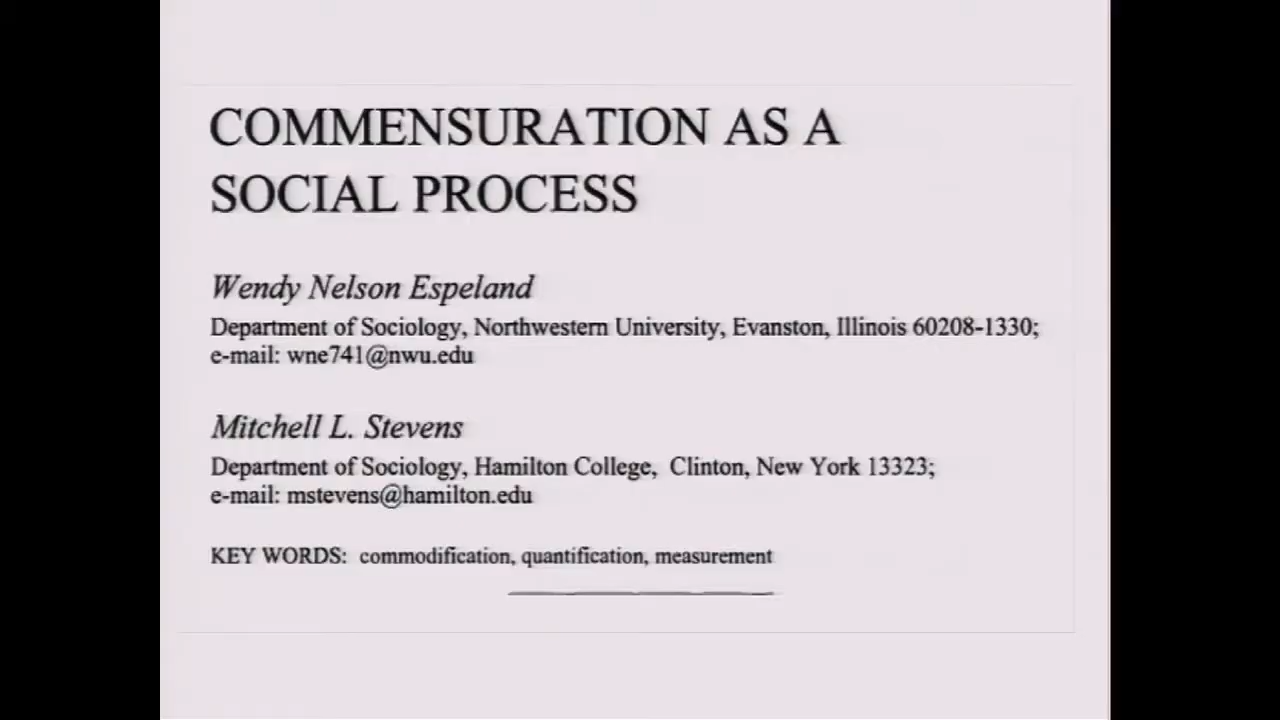 COMMENSURATION AS A
SOCIAL PROCESS
Wendy Nelson Espeland
Department of Sociology, Northwestern University, Evanston, Illinois 60208-1330;
e-mail: wne741@nwu.edu
Mitchell L. Stevens
Department of Sociology, Hamilton College, Clinton, New York 13323;
e-mail: mstevens@hamilton.edu
KEY WORDS: commodification, quantification, measurement